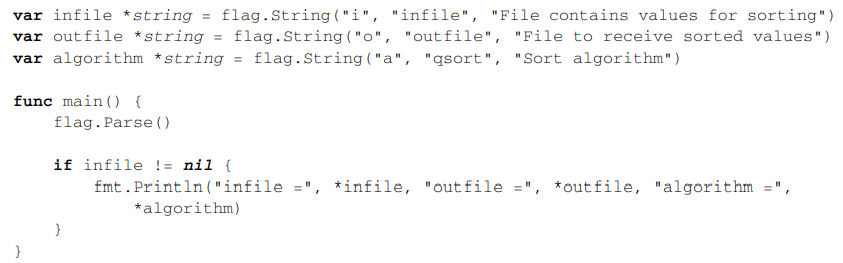 var infile *string = flag.String("i", "infile", "File contains values for sorting")
var outfile *string = flag.String("o", "outfile", "File to receive sorted values")
var algorithm *string = flag.String("a", "qsort", "Sort algorithm")

func main() {
    flag.Parse()

    if infile != nil {
        fmt.Println("infile =", *infile, "outfile =", *outfile, "algorithm =",
            *algorithm)
    }
}